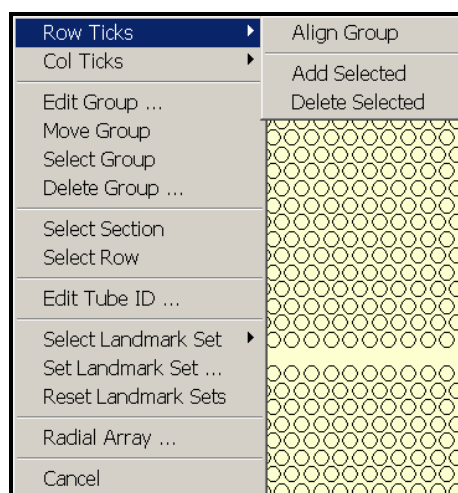 Row Ticks
Col Ticks
Edit Group ...
Move Group
Select Group
Delete Group ...
Select Section
Select Row
Edit Tube ID ...
Select Landmark Set
Set Landmark Set ...
Reset Landmark Sets
Radial Array ...
Cancel
Align Group
Add Selected
Delete Selected